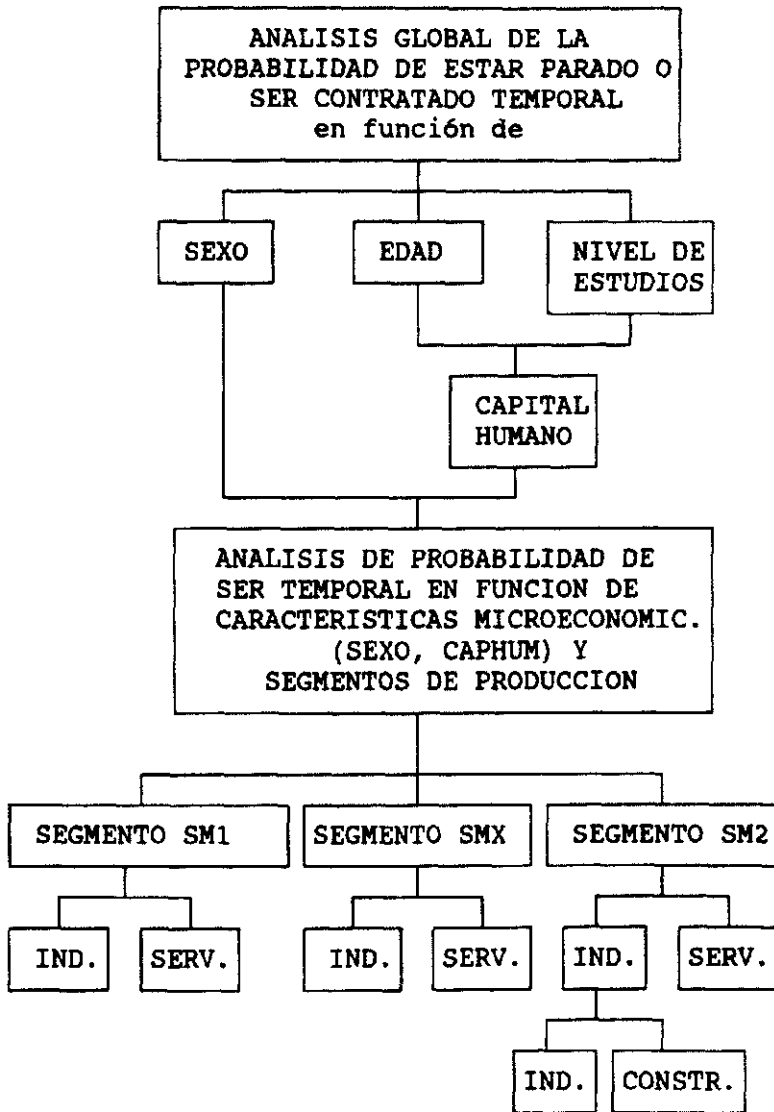 ANALISIS GLOBAL DE LA
PROBABILIDAD DE ESTAR PARADO O
SER CONTRATADO TEMPORAL
en función de
SEXO
EDAD
NIVEL DE
ESTUDIOS
CAPITAL
HUMANO
ANALISIS DE PROBABILIDAD DE
SER TEMPORAL EN FUNCION DE
CARACTERISTICAS MICROECONOMIC.
(SEXO, CAPHUM) Y
SEGMENTOS DE PRODUCCION
SEGMENTO SM1
SEGMENTO SMX
SEGMENTO SM2
IND.
SERV.
IND.
SERV.
IND.
SERV.
IND.
CONSTR.